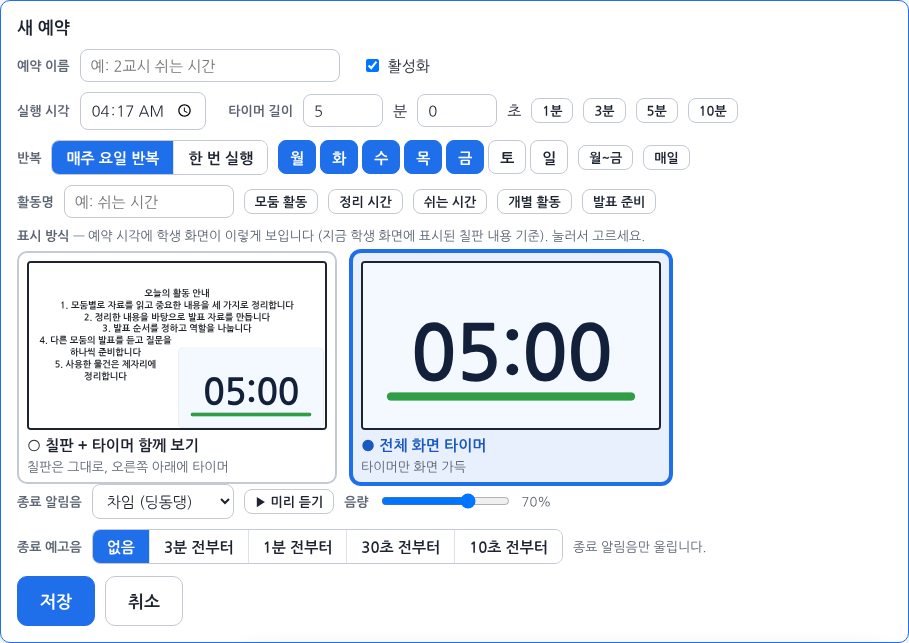 새 예약
예약 이름 예: 2교시 쉬는 시간 활성화
실행 시각 04:17 AM 타이머 길이 5 분 0 초 1분 3분 5분 10분
반복 매주 요일 반복 한 번 실행 월 화 수 목 금 토 일 월~금 매일
활동명 예: 쉬는 시간 모둠 활동 정리 시간 쉬는 시간 개별 활동 발표 준비
표시 방식 — 예약 시각에 학생 화면이 이렇게 보입니다 (지금 학생 화면에 표시된 칠판 내용 기준). 눌러서 고르세요.
오늘의 활동 안내
1. 모둠별로 자료를 읽고 중요한 내용을 세 가지로 정리합니다
2. 정리한 내용을 바탕으로 발표 자료를 만듭니다
3. 발표 순서를 정하고 역할을 나눕니다
4. 다른 모둠의 발표를 듣고 질문을
하나씩 준비합니다
5. 사용한 물건은 제자리에
정리합니다
05:00
○ 칠판 + 타이머 함께 보기
칠판은 그대로, 오른쪽 아래에 타이머
05:00
● 전체 화면 타이머
타이머만 화면 가득
종료 알림음 차임 (딩동댕) ▶ 미리 듣기 음량 70%
종료 예고음 없음 3분 전부터 1분 전부터 30초 전부터 10초 전부터 종료 알림음만 울립니다.
저장 취소